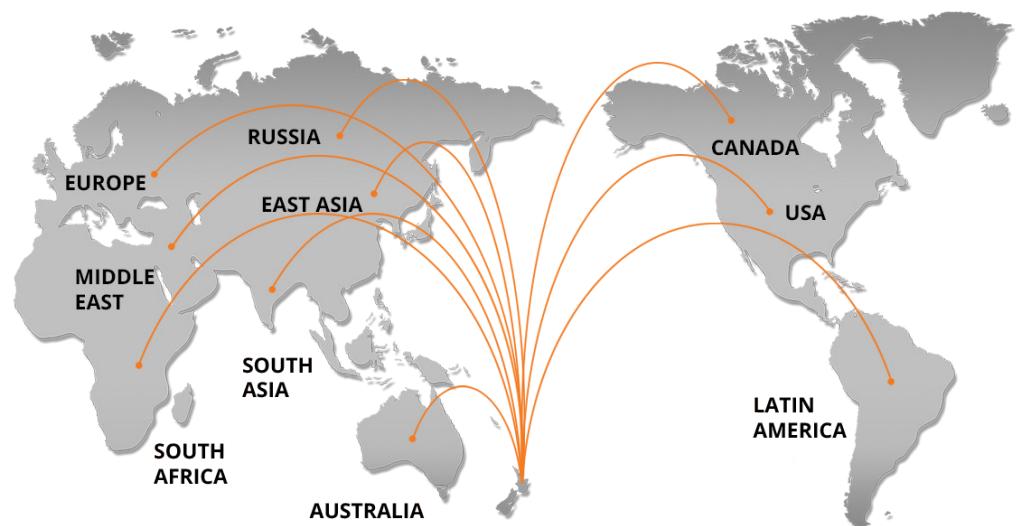 RUSSIA
CANADA
EUROPE
EAST ASIA
USA
MIDDLE
EAST
SOUTH
ASIA
LATIN
AMERICA
SOUTH
AFRICA
AUSTRALIA